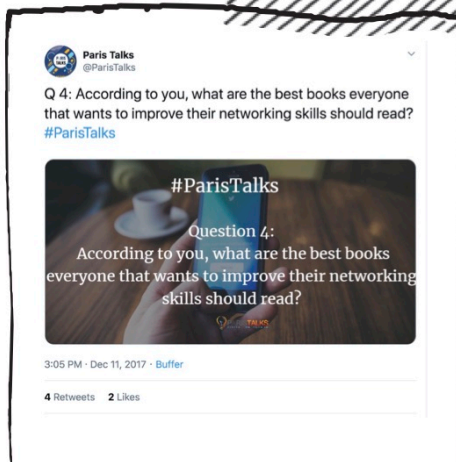 Paris Talks
@ParisTalks
Q 4: According to you, what are the best books everyone
that wants to improve their networking skills should read?
#ParisTalks
#ParisTalks
Question 4:
According to you, what are the best books
everyone that wants to improve their networking
skills should read?
TALKS
3:05 PM · Dec 11, 2017 · Buffer
4 Retweets 2 Likes